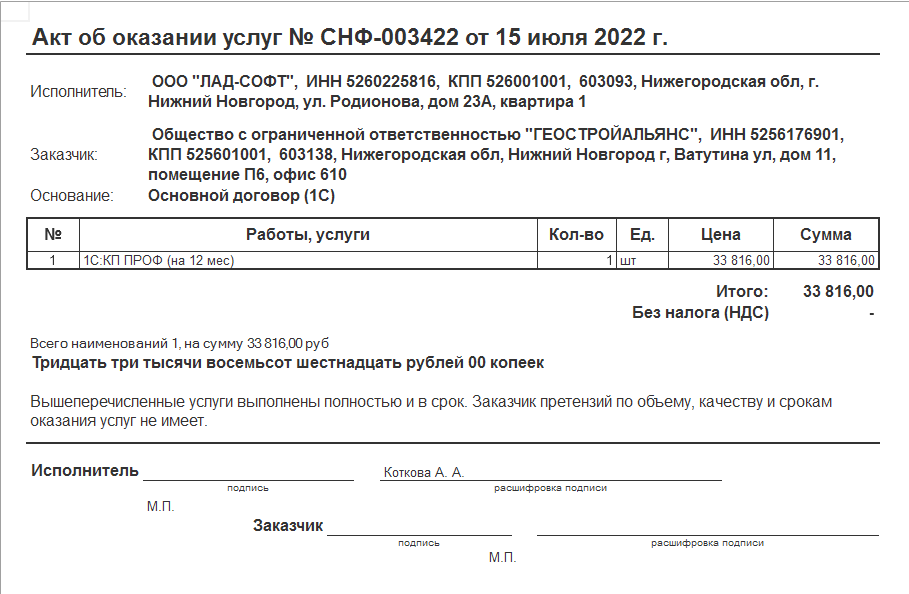 Акт об оказании услуг № СНФ-003422 от 15 июля 2022 г.
Исполнитель: ООО "ЛАД-СОФТ", ИНН 5260225816, КПП 526001001, 603093, Нижегородская обл, г.
Нижний Новгород, ул. Родионова, дом 23А, квартира 1
Общество с ограниченной ответственностью "ГЕОСТРОЙАЛЬЯНС", ИНН 5256176901,
Заказчик: КПП 525601001, 603138, Нижегородская обл, Нижний Новгород г, Ватутина ул, дом 11,
помещение П6, офис 610
Основание: Основной договор (1С)
№ Работы, услуги Кол-во Ед. Цена Сумма
1 1С:КП ПРОФ (на 12 мес) 1 шт 33 816,00 33 816,00
Итого: 33 816,00
Без налога (НДС) -
Всего наименований 1, на сумму 33 816,00 руб
Тридцать три тысячи восемьсот шестнадцать рублей 00 копеек
Вышеперечисленные услуги выполнены полностью и в срок. Заказчик претензий по объему, качеству и срокам
оказания услуг не имеет.
Исполнитель Коткова А. А.
подпись расшифровка подписи
М.П.
Заказчик
подпись расшифровка подписи
М.П.